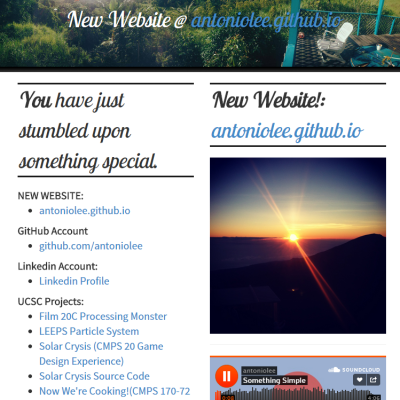 New Website @ antoniolee.github.io
You have just
stumbled upon
something special.
NEW WEBSITE:
antoniolee.github.io
GitHub Account
github.com/antoniolee
Linkedin Account:
Linkedin Profile
UCSC Projects:
Film 20C Processing Monster
LEEPS Particle System
Solar Crysis (CMPS 20 Game
Design Experience)
Solar Crysis Source Code
Now We're Cooking!(CMPS 170-72
New Website!:
antoniolee.github.io
antoniolee
SOUNDCLOUD
Something Simple
4:06